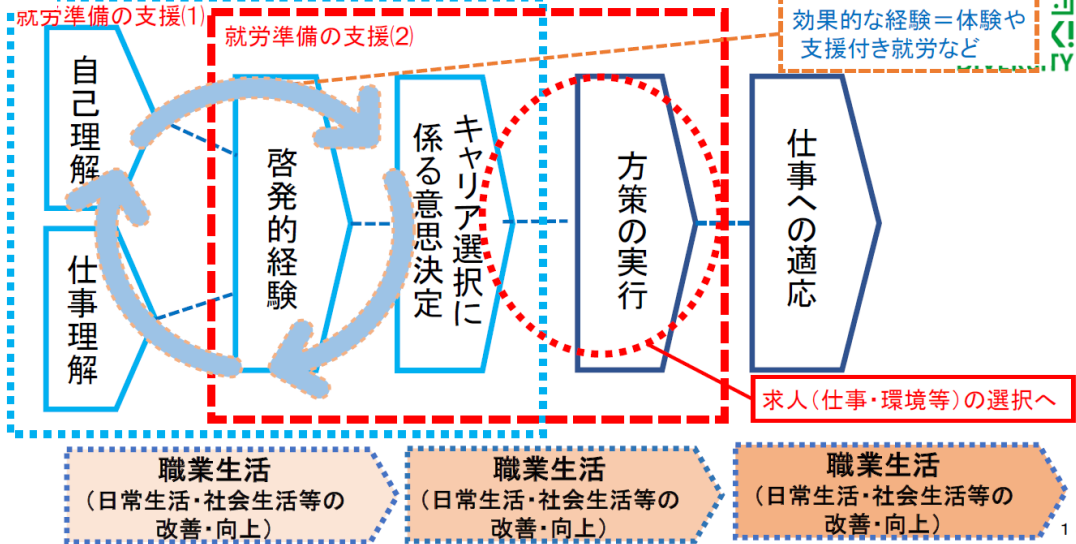 就労準備の支援⑴
就労準備の支援⑵
効果的な経験=体験や
支援付き就労など
自己理解
仕事理解
啓発的経験
キャリア選択に
係る意思決定
方策の実行
仕事への適応
求人(仕事・環境等)の選択へ
職業生活
(日常生活・社会生活等の
改善・向上)
職業生活
(日常生活・社会生活等の
改善・向上)
職業生活
(日常生活・社会生活等の
改善・向上)
1